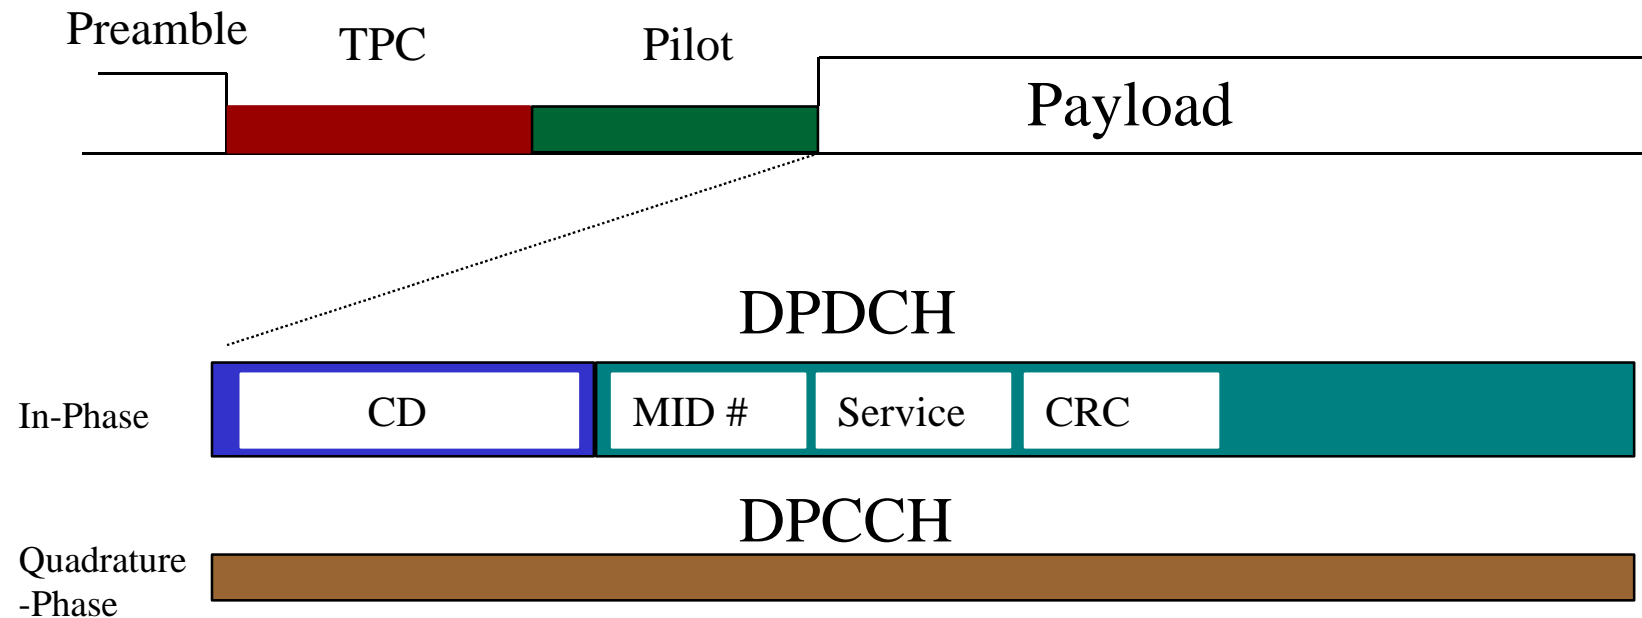 Preamble TPC Pilot
Payload
DPDCH
In-Phase CD MID # Service CRC
DPCCH
Quadrature
-Phase